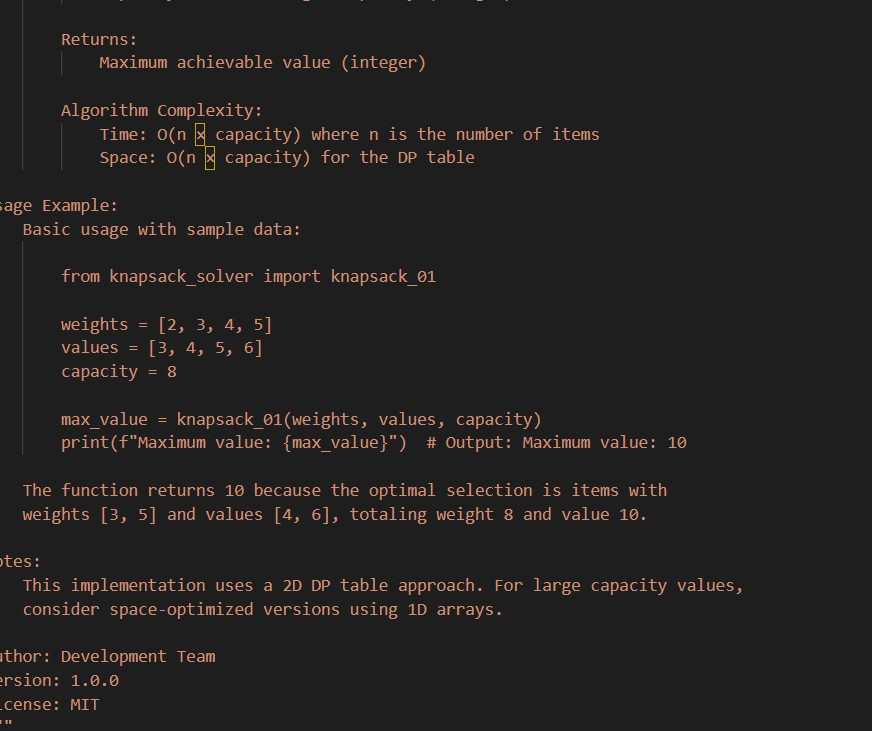 Returns:
Maximum achievable value (integer)
Algorithm Complexity:
Time: O(n × capacity) where n is the number of items
Space: O(n × capacity) for the DP table
sage Example:
Basic usage with sample data:
from knapsack_solver import knapsack_01
weights = [2, 3, 4, 5]
values = [3, 4, 5, 6]
capacity = 8
max_value = knapsack_01(weights, values, capacity)
print(f"Maximum value: {max_value}")  # Output: Maximum value: 10
The function returns 10 because the optimal selection is items with
weights [3, 5] and values [4, 6], totaling weight 8 and value 10.
otes:
This implementation uses a 2D DP table approach. For large capacity values,
consider space-optimized versions using 1D arrays.
uthor: Development Team
ersion: 1.0.0
icense: MIT
""